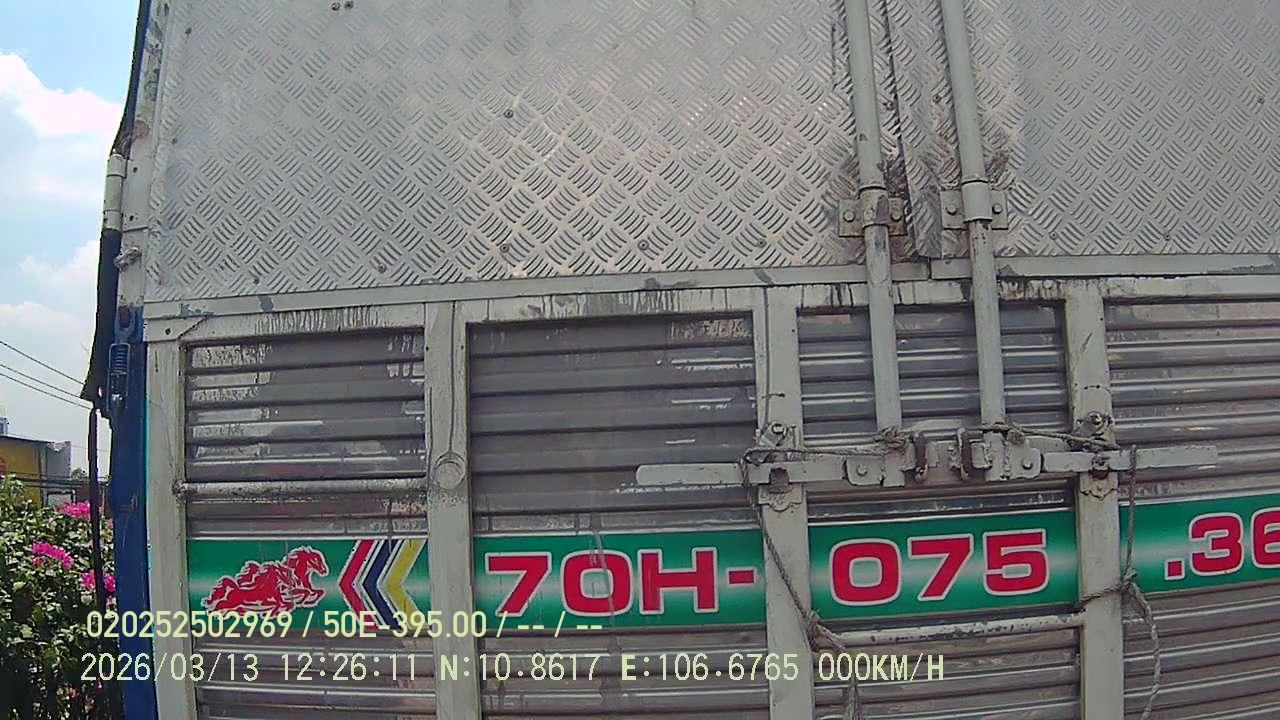 70H- 075 .36
020252502969 / 50E-395.00 / -- / --
2026/03/13 12:26:11 N:10.8617 E:106.6765 000KM/H